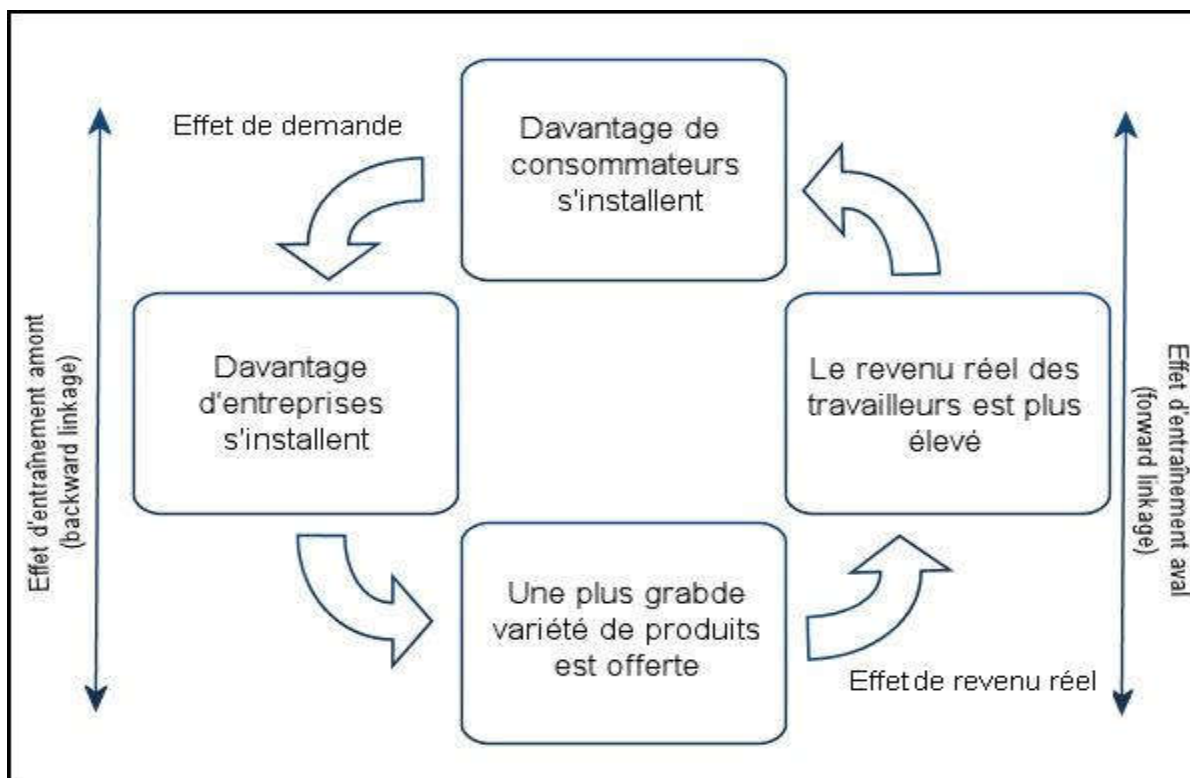 Effet de demande
Davantage de
consommateurs
s'installent
Davantage
d'entreprises
s'installent
Le revenu réel des
travailleurs est plus
élevé
Une plus grabde
variété de produits
est offerte
Effet de revenu réel
Effet d'entraînement amont
(backward linkage)
Effet d'entraînement aval
(forward linkage)